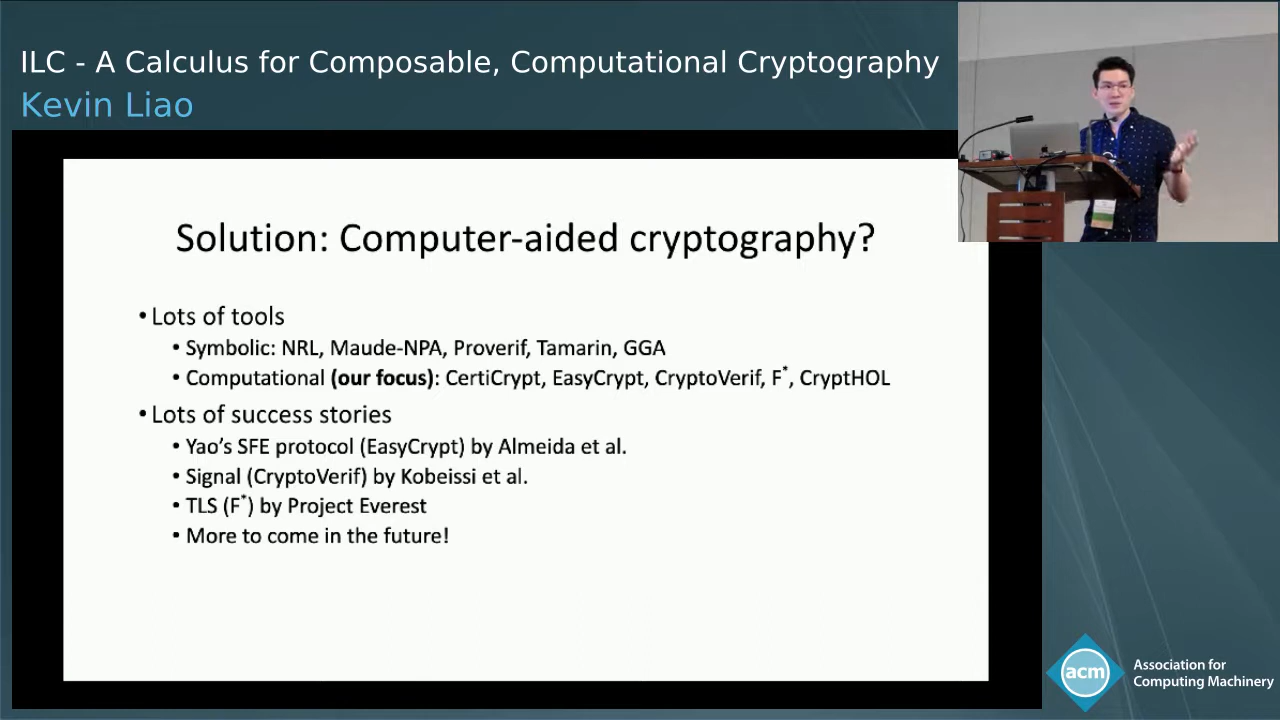 ILC - A Calculus for Composable, Computational Cryptography
Kevin Liao
Solution: Computer-aided cryptography?
• Lots of tools
• Symbolic: NRL, Maude-NPA, Proverif, Tamarin, GGA
• Computational (our focus): CertiCrypt, EasyCrypt, CryptoVerif, F*, CryptHOL
• Lots of success stories
• Yao's SFE protocol (EasyCrypt) by Almeida et al.
• Signal (CryptoVerif) by Kobeissi et al.
• TLS (F*) by Project Everest
• More to come in the future!
acm
Association for
Computing Machinery